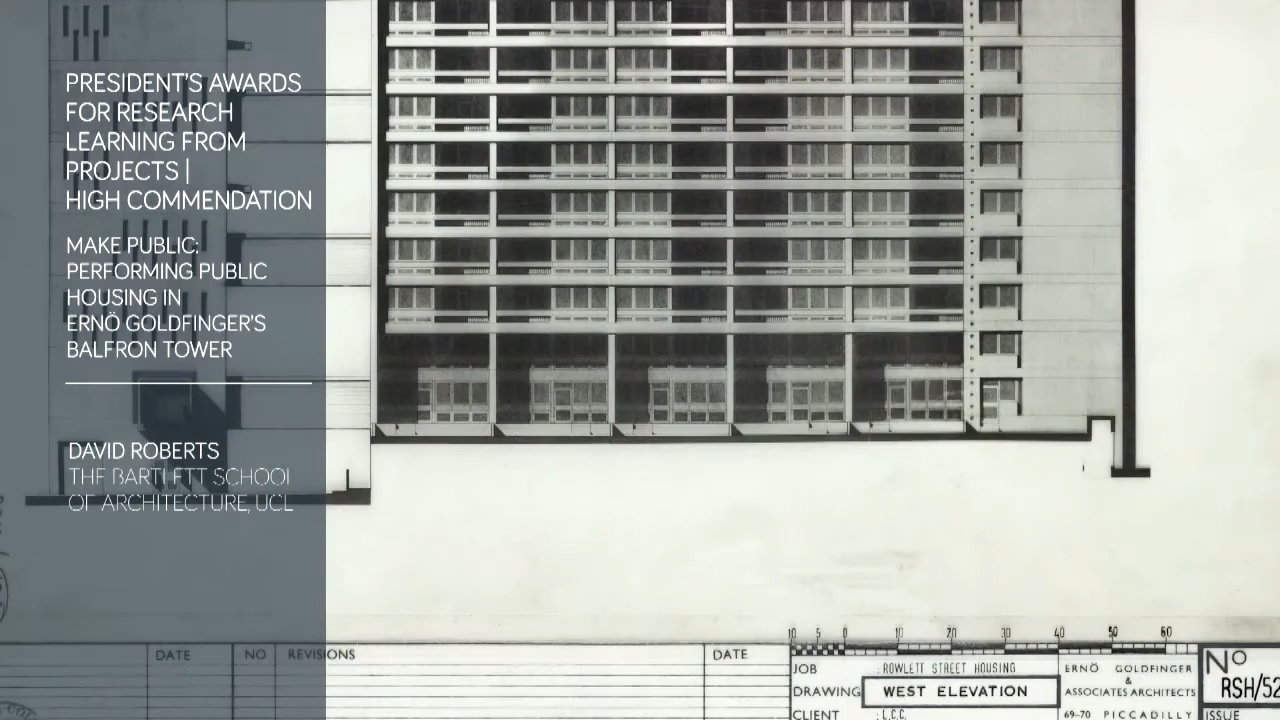 PRESIDENT'S AWARDS
FOR RESEARCH
LEARNING FROM
PROJECTS |
HIGH COMMENDATION
MAKE PUBLIC:
PERFORMING PUBLIC
HOUSING IN
ERNÖ GOLDFINGER'S
BALFRON TOWER
DAVID ROBERTS
THE BARTLETT SCHOOL
OF ARCHITECTURE, UCL
DATE NO REVISIONS DATE
10 5 0 10 20 30 40 50 60
JOB : ROWLETT STREET HOUSING
DRAWING WEST ELEVATION
CLIENT : L.C.C.
ERNÖ GOLDFINGER
&
ASSOCIATES ARCHITECTS
69-70 PICCADILLY
No
RSH/52
ISSUE